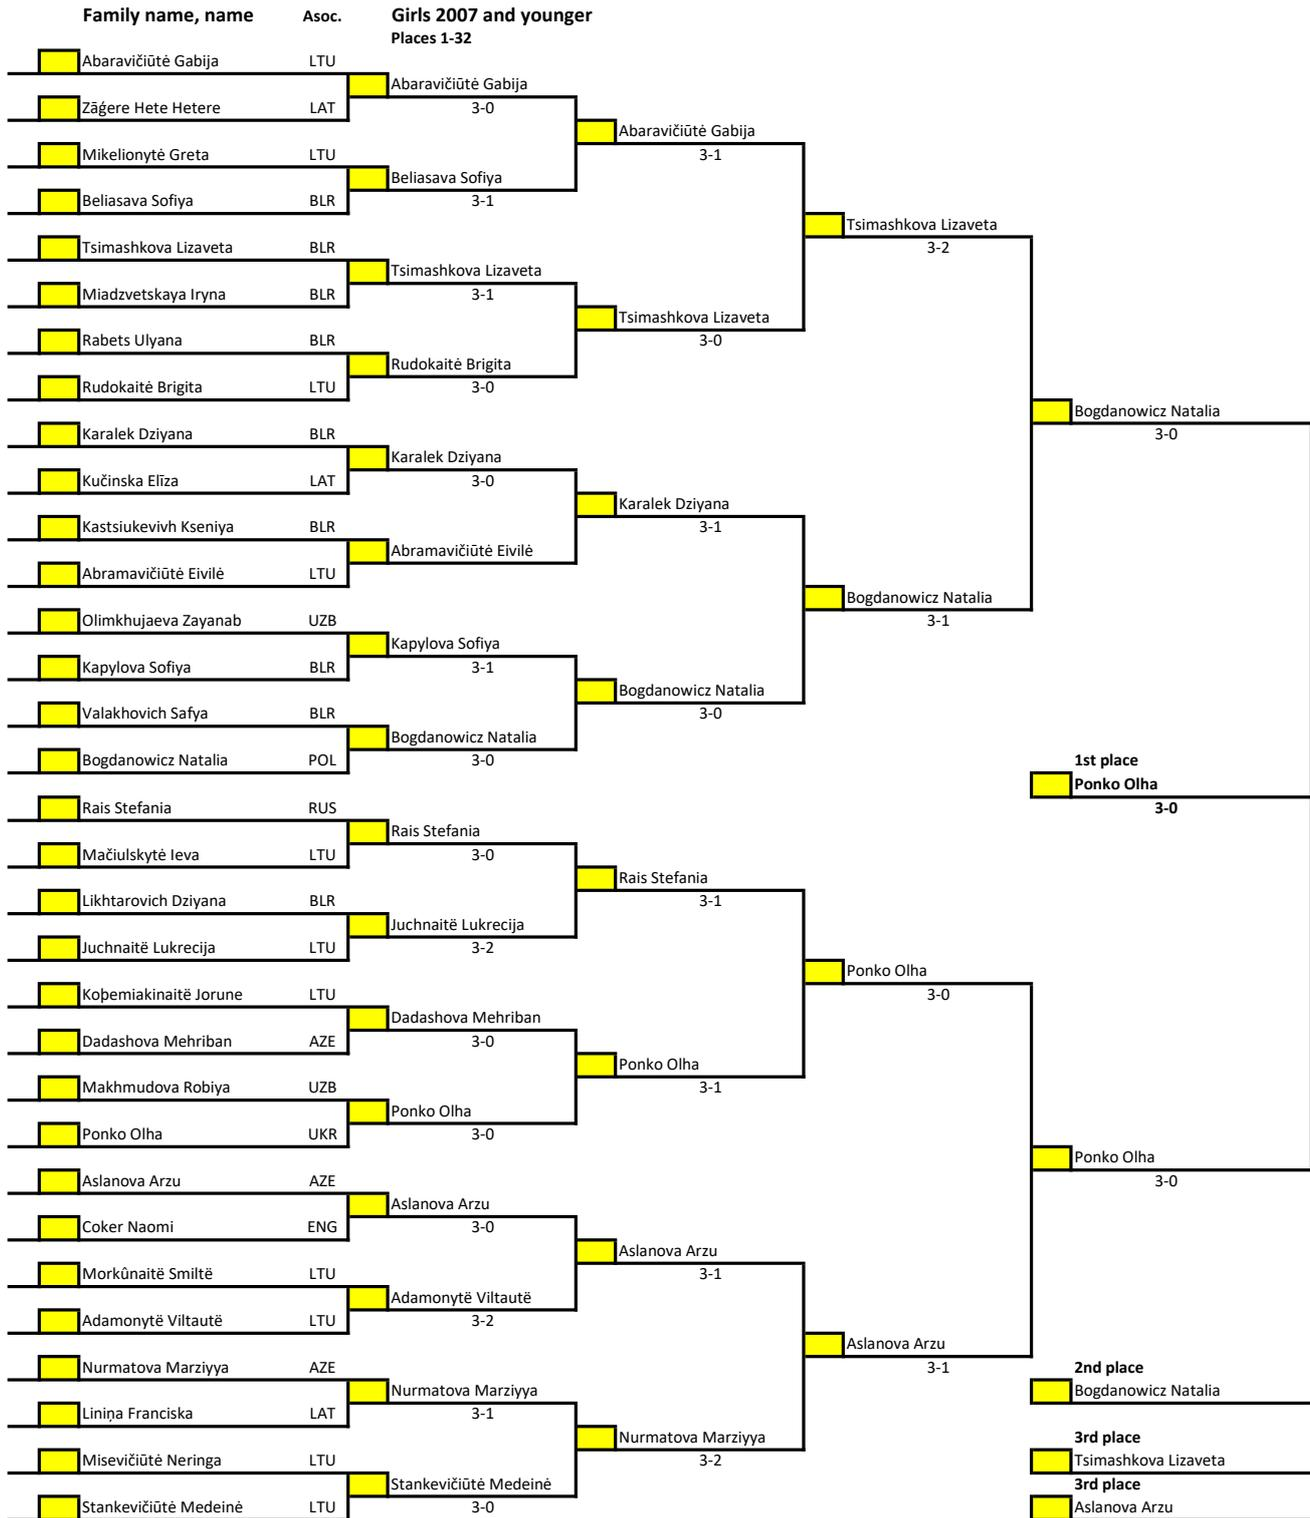 Family name, name Asoc. Girls 2007 and younger
Places 1-32
Abaravičiūtė Gabija LTU
Abaravičiūtė Gabija
Zāģere Hete Hetere LAT 3-0
Abaravičiūtė Gabija
Mikelionytė Greta LTU 3-1
Beliasava Sofiya
Beliasava Sofiya BLR 3-1
Tsimashkova Lizaveta
Tsimashkova Lizaveta BLR 3-2
Tsimashkova Lizaveta
Miadzvetskaya Iryna BLR 3-1
Tsimashkova Lizaveta
Rabets Ulyana BLR 3-0
Rudokaitė Brigita
Rudokaitė Brigita LTU 3-0
Bogdanowicz Natalia
Karalek Dziyana BLR 3-0
Karalek Dziyana
Kučinska Elīza LAT 3-0
Karalek Dziyana
Kastsiukevivh Kseniya BLR 3-1
Abramavičiūtė Eivilė
Abramavičiūtė Eivilė LTU
Bogdanowicz Natalia
Olimkhujaeva Zayanab UZB 3-1
Kapylova Sofiya
Kapylova Sofiya BLR 3-1
Bogdanowicz Natalia
Valakhovich Safya BLR 3-0
Bogdanowicz Natalia
Bogdanowicz Natalia POL 3-0 1st place
Ponko Olha
Rais Stefania RUS 3-0
Rais Stefania
Mačiulskytė Ieva LTU 3-0
Rais Stefania
Likhtarovich Dziyana BLR 3-1
Juchnaitë Lukrecija
Juchnaitë Lukrecija LTU 3-2
Ponko Olha
Koþemiakinaitë Jorune LTU 3-0
Dadashova Mehriban
Dadashova Mehriban AZE 3-0
Ponko Olha
Makhmudova Robiya UZB 3-1
Ponko Olha
Ponko Olha UKR 3-0
Ponko Olha
Aslanova Arzu AZE 3-0
Aslanova Arzu
Coker Naomi ENG 3-0
Aslanova Arzu
Morkûnaitë Smiltë LTU 3-1
Adamonytë Viltautë
Adamonytë Viltautë LTU 3-2
Aslanova Arzu
Nurmatova Marziyya AZE 3-1 2nd place
Nurmatova Marziyya Bogdanowicz Natalia
Liniņa Franciska LAT 3-1
Nurmatova Marziyya 3rd place
Misevičiūtė Neringa LTU 3-2 Tsimashkova Lizaveta
Stankevičiūtė Medeinė 3rd place
Stankevičiūtė Medeinė LTU 3-0 Aslanova Arzu